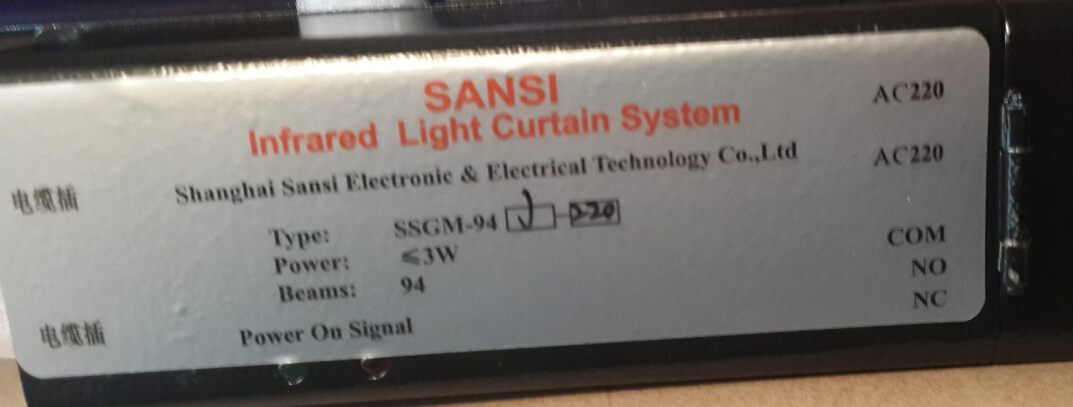 SANSI
Infrared Light Curtain System
AC220
Shanghai Sansi Electronic & Electrical Technology Co.,Ltd
AC220
电缆插
Type: SSGM-94 J-220
Power: ≤3W
COM
Beams: 94
NO
NC
电缆插
Power On Signal